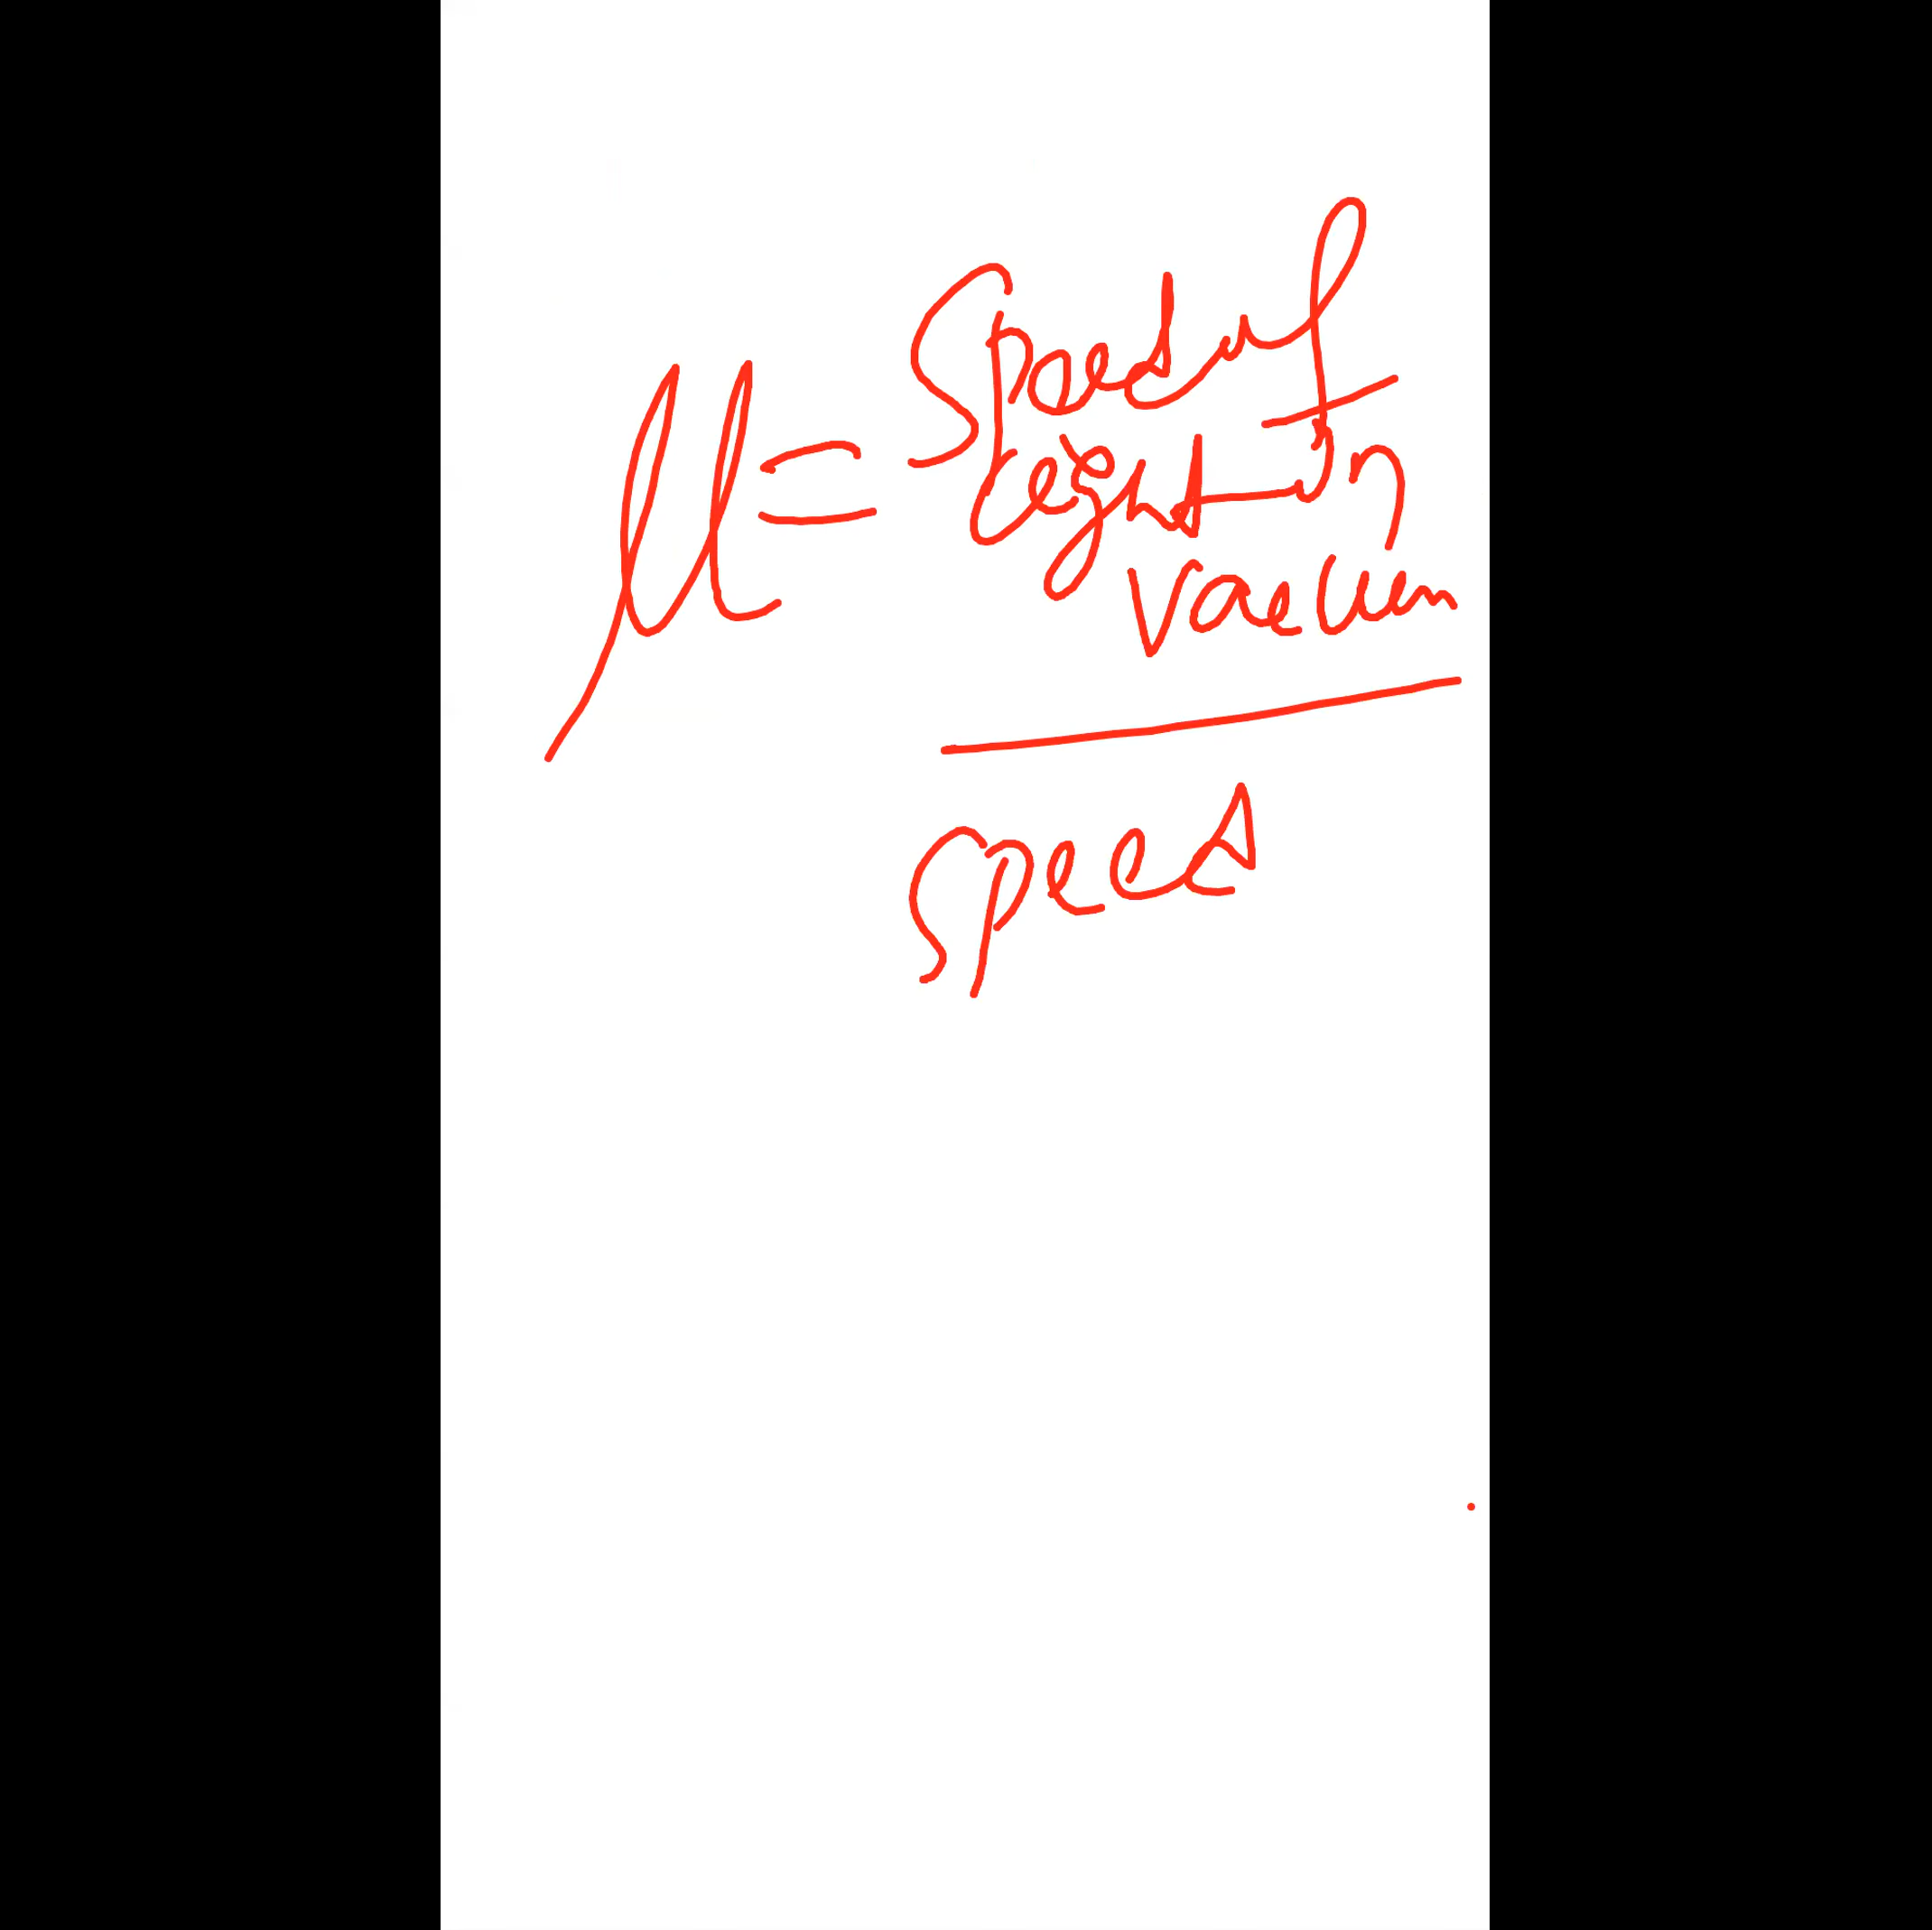 μ = Speed of
light in
vacuum
speed